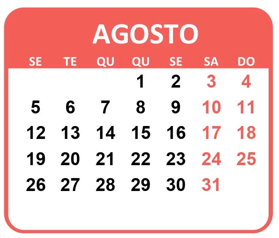 AGOSTO
SE TE QU QU SE SA DO
1 2 3 4
5 6 7 8 9 10 11
12 13 14 15 16 17 18
19 20 21 22 23 24 25
26 27 28 29 30 31